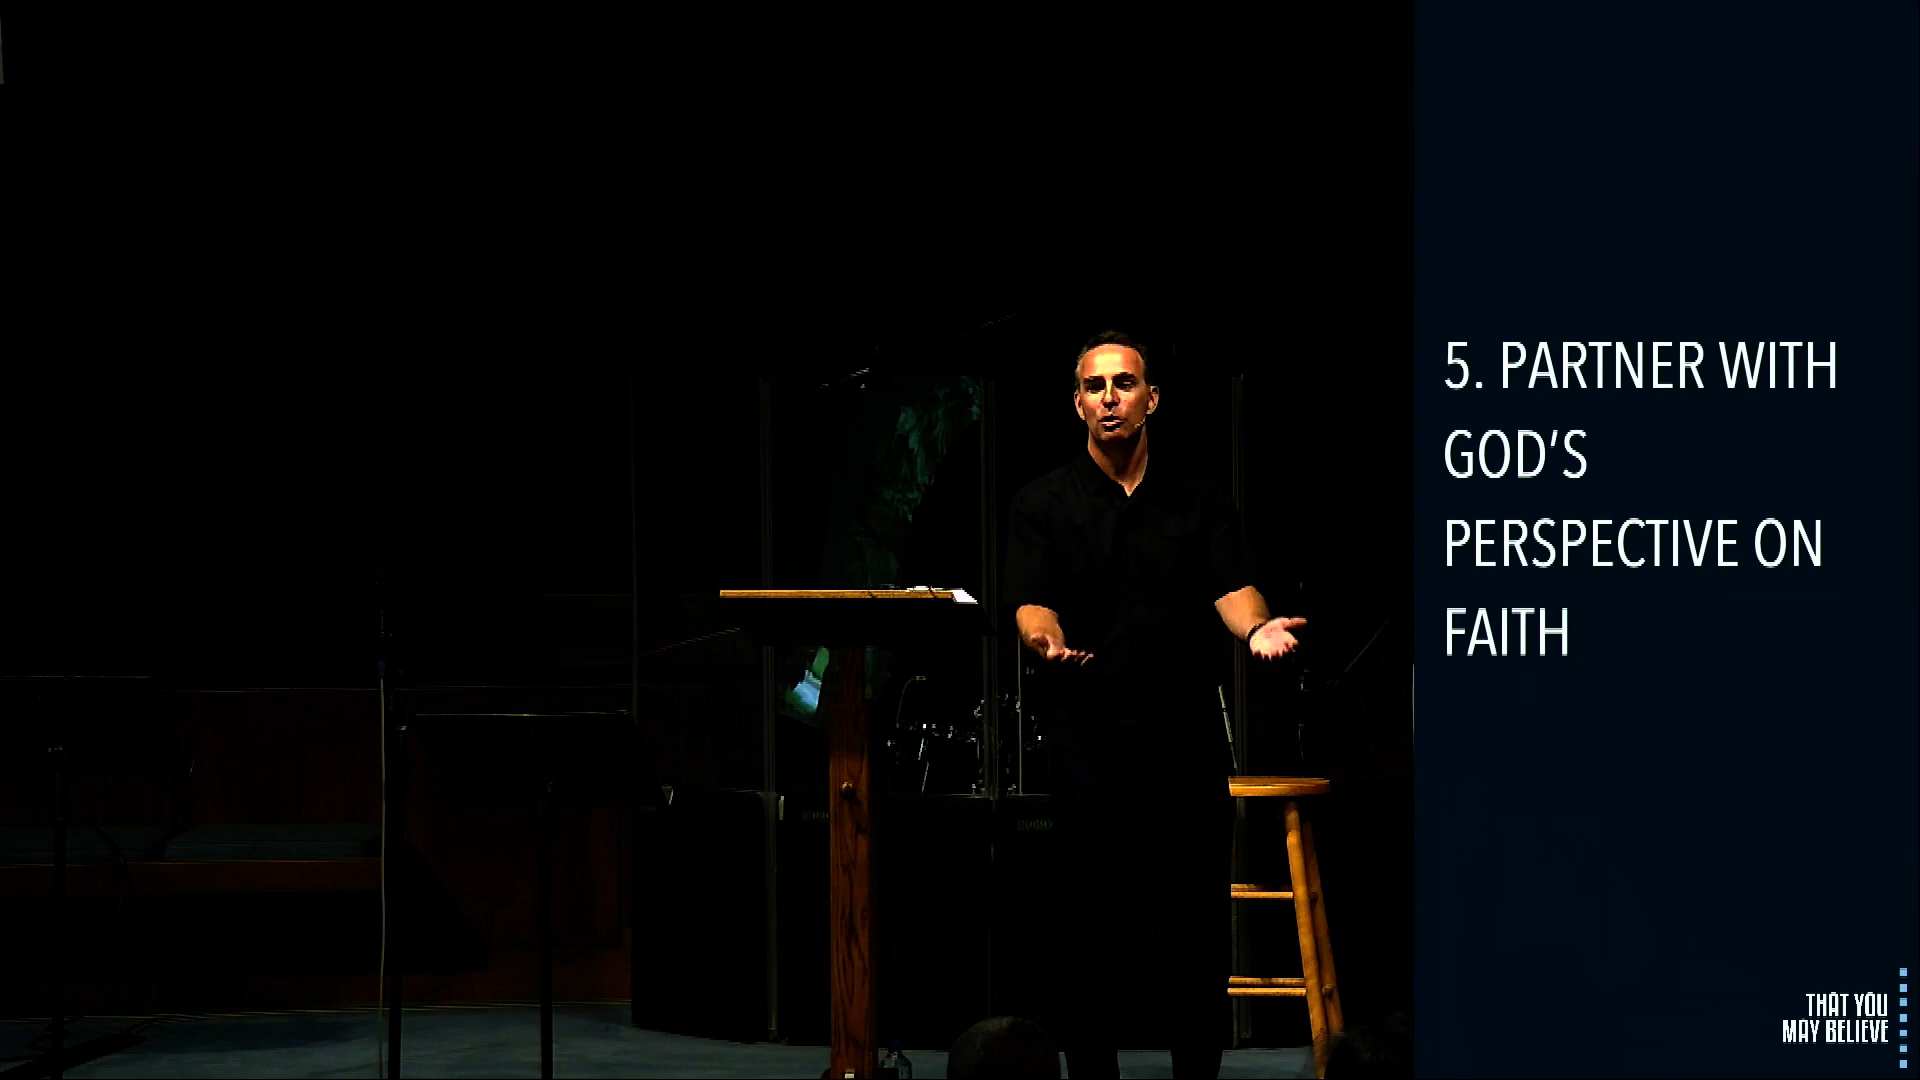 5. PARTNER WITH
GOD'S
PERSPECTIVE ON
FAITH
THAT YOU
MAY BELIEVE